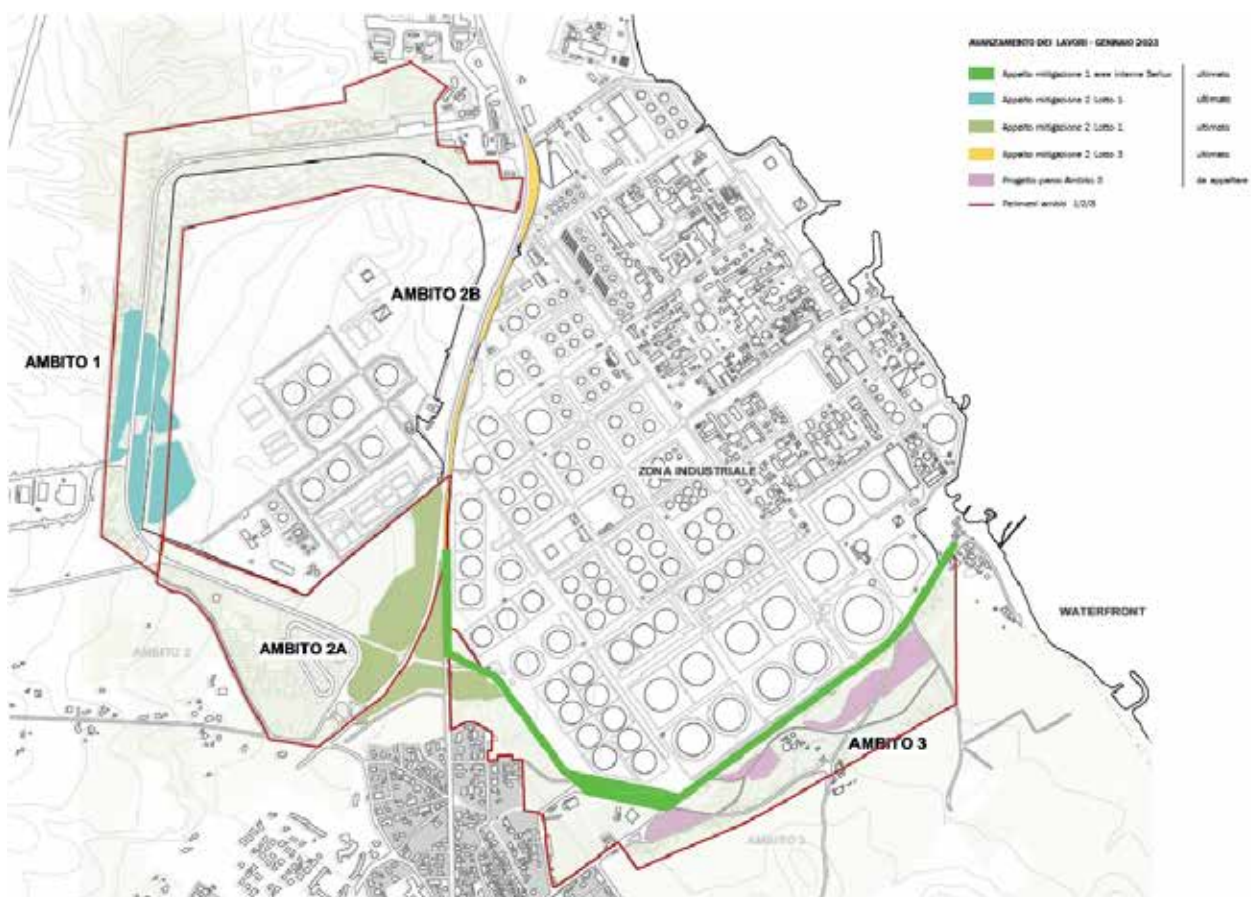 AVANZAMENTO DEI LAVORI - GENNAIO 2023
Appalto mitigazione 1 aree interne Sarlux ultimato
Appalto mitigazione 2 Lotto 1 ultimato
Appalto mitigazione 2 Lotto 1 ultimato
Appalto mitigazione 2 Lotto 3 ultimato
Progetto parco Ambito 3 da appaltare
Perimetri ambito 1/2/3
AMBITO 2B
AMBITO 1
ZONA INDUSTRIALE
WATERFRONT
AMBITO 2
AMBITO 2A
AMBITO 3
AMBITO 3